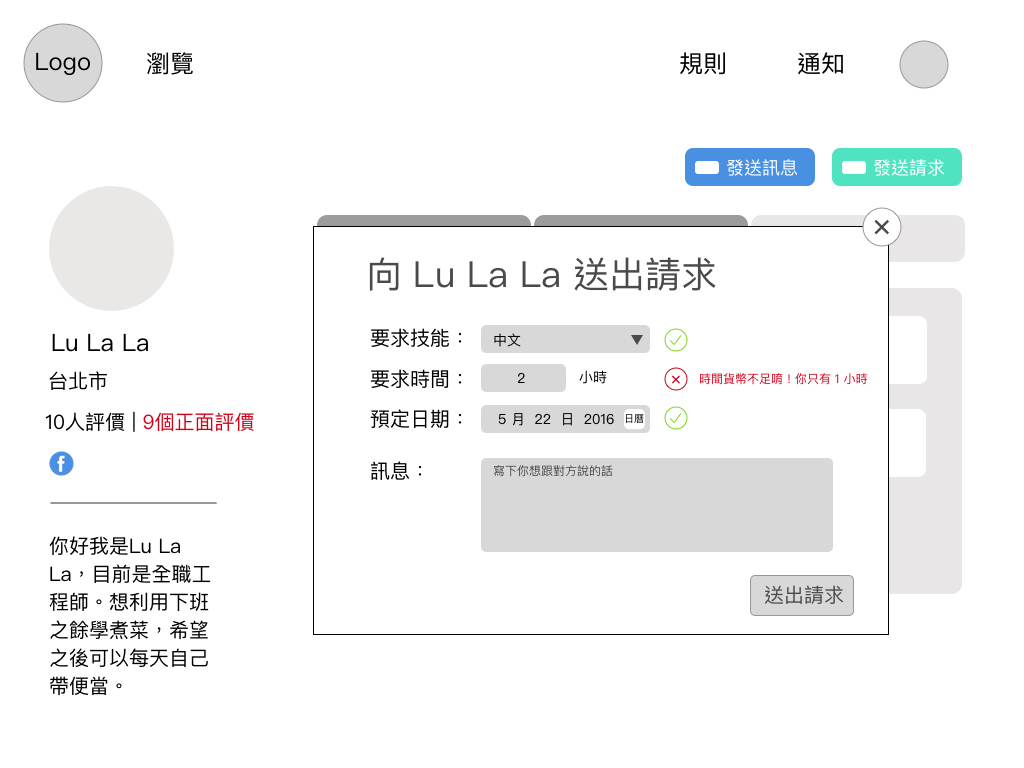 Logo
瀏覽
規則
通知
發送訊息
發送請求
向 Lu La La 送出請求
要求技能：
中文
要求時間：
2
小時
時間貨幣不足唷！你只有 1 小時
預定日期：
5 月 22 日 2016
日曆
訊息：
寫下你想跟對方說的話
送出請求
Lu La La
台北市
10人評價 | 9個正面評價
你好我是Lu La
La，目前是全職工
程師。想利用下班
之餘學煮菜，希望
之後可以每天自己
帶便當。